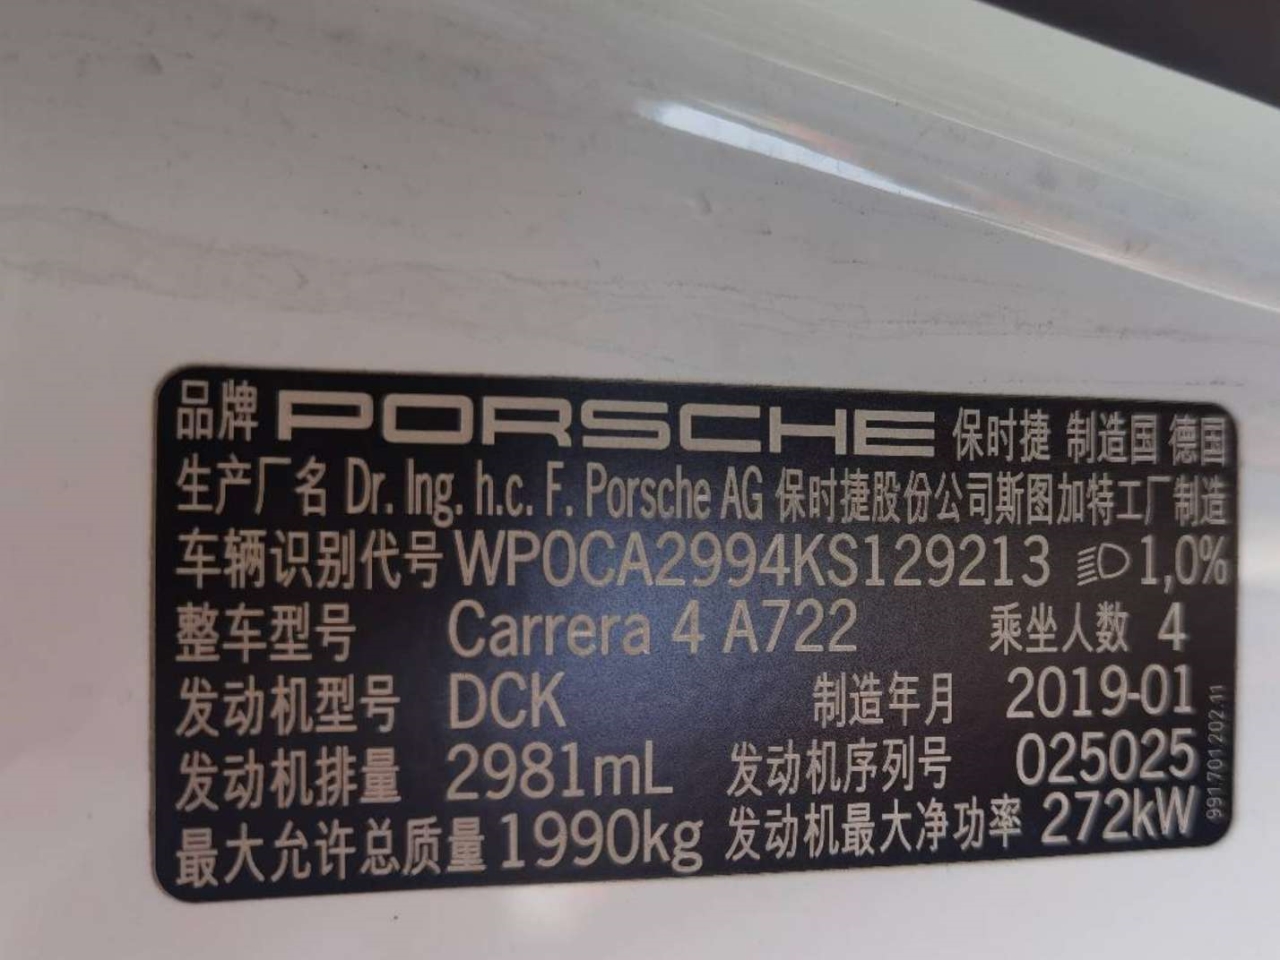 品牌 PORSCHE 保时捷 制造国 德国
生产厂名 Dr. Ing. h.c. F. Porsche AG 保时捷股份公司斯图加特工厂制造
车辆识别代号 WP0CA2994KS129213 1,0%
整车型号 Carrera 4 A722 乘坐人数 4
发动机型号 DCK 制造年月 2019-01
发动机排量 2981mL 发动机序列号 025025
最大允许总质量 1990kg 发动机最大净功率 272kW
991.701.202.11